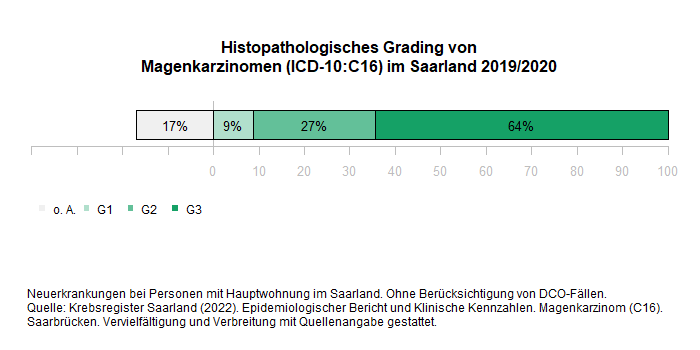 Histopathologisches Grading von
Magenkarzinomen (ICD-10:C16) im Saarland 2019/2020
17% 9% 27% 64%
0 10 20 30 40 50 60 70 80 90 100
o. A. G1 G2 G3
Neuerkrankungen bei Personen mit Hauptwohnung im Saarland. Ohne Berücksichtigung von DCO-Fällen.
Quelle: Krebsregister Saarland (2022). Epidemiologischer Bericht und Klinische Kennzahlen. Magenkarzinom (C16).
Saarbrücken. Vervielfältigung und Verbreitung mit Quellenangabe gestattet.